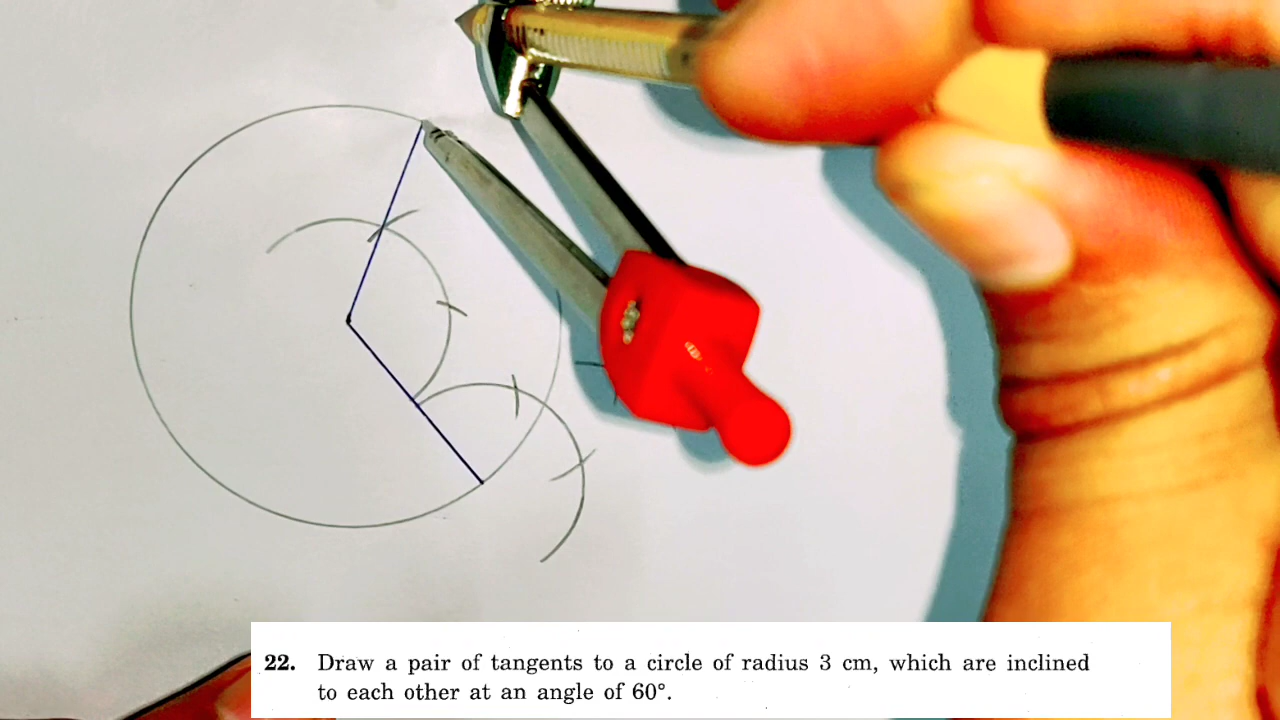 22. Draw a pair of tangents to a circle of radius 3 cm, which are inclined
to each other at an angle of 60°.